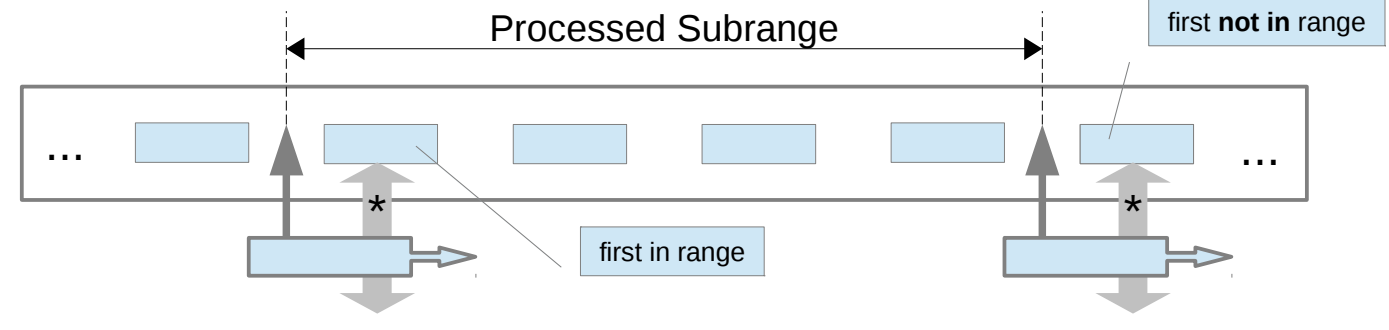 Processed Subrange
first not in range
...
...
*
*
first in range